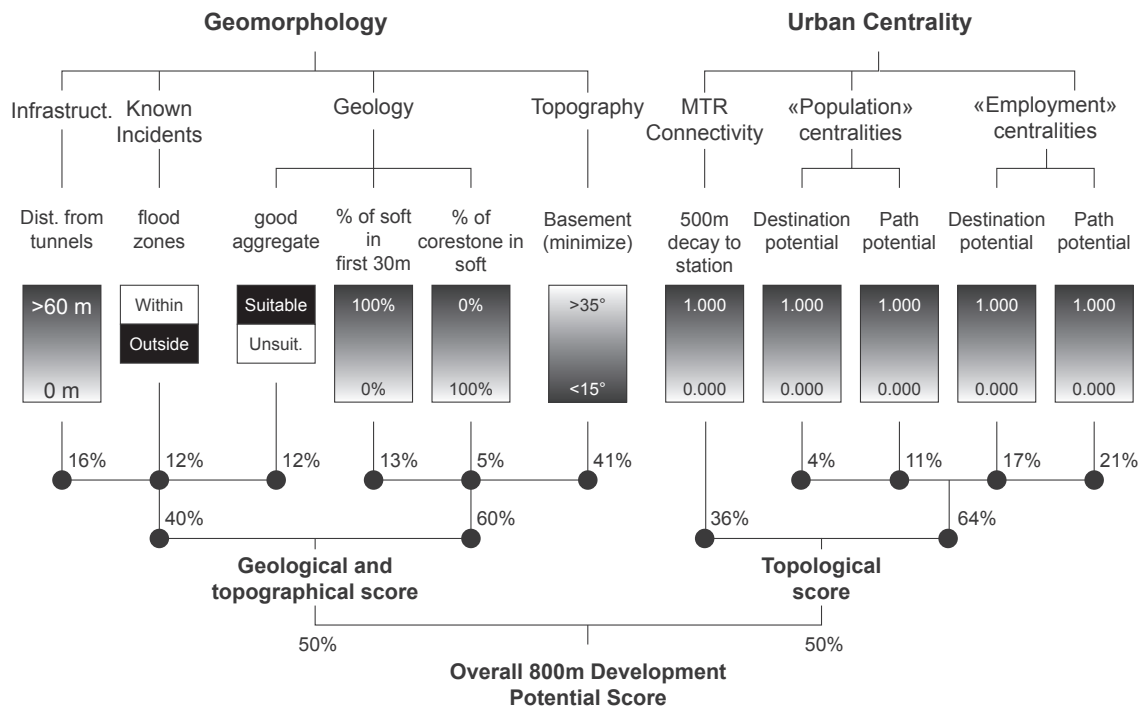 Geomorphology
Urban Centrality
Infrastruct.
Known
Incidents
Geology
Topography
MTR
Connectivity
«Population»
centralities
«Employment»
centralities
Dist. from
tunnels
flood
zones
good
aggregate
% of soft
in
first 30m
% of
corestone in
soft
Basement
(minimize)
500m
decay to
station
Destination
potential
Path
potential
Destination
potential
Path
potential
>60 m
0 m
Within
Outside
Suitable
Unsuit.
100%
0%
0%
100%
>35°
<15°
1.000
0.000
1.000
0.000
1.000
0.000
1.000
0.000
1.000
0.000
16%
12%
12%
13%
5%
41%
4%
11%
17%
21%
40%
60%
36%
64%
Geological and
topographical score
Topological
score
50%
50%
Overall 800m Development
Potential Score